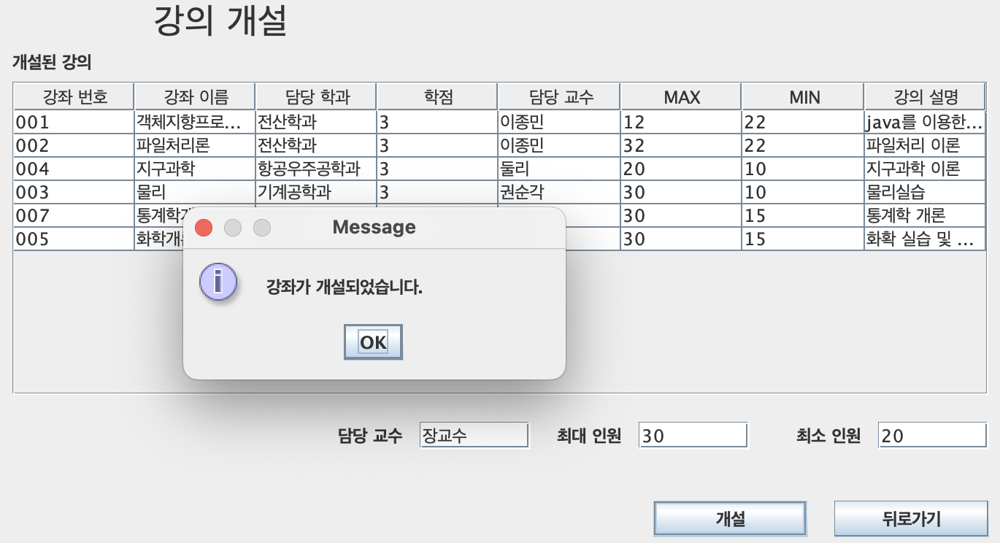 강의 개설
개설된 강의
강좌 번호 강좌 이름 담당 학과 학점 담당 교수 MAX MIN 강의 설명
001 객체지향프로... 전산학과 3 이종민 12 22 java를 이용한...
002 파일처리론 전산학과 3 이종민 32 22 파일처리 이론
004 지구과학 항공우주공학과 3 둘리 20 10 지구과학 이론
003 물리 기계공학과 3 권순각 30 10 물리실습
007 통계학개 30 15 통계학 개론
005 화학개론 30 15 화확 실습 및 ...
Message
i
강좌가 개설되었습니다.
OK
담당 교수 장교수 최대 인원 30 최소 인원 20
개설 뒤로가기